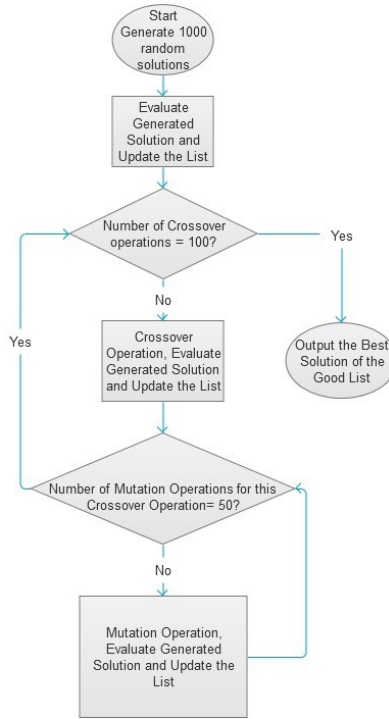 Start
Generate 1000
random
solutions
Evaluate
Generated
Solution and
Update the List
Number of Crossover
operations = 100?
Yes
No
Yes
Crossover
Operation, Evaluate
Generated Solution
and Update the List
Output the Best
Solution of the
Good List
Number of Mutation Operations for this
Crossover Operation= 50?
No
Mutation Operation,
Evaluate Generated
Solution and Update the
List